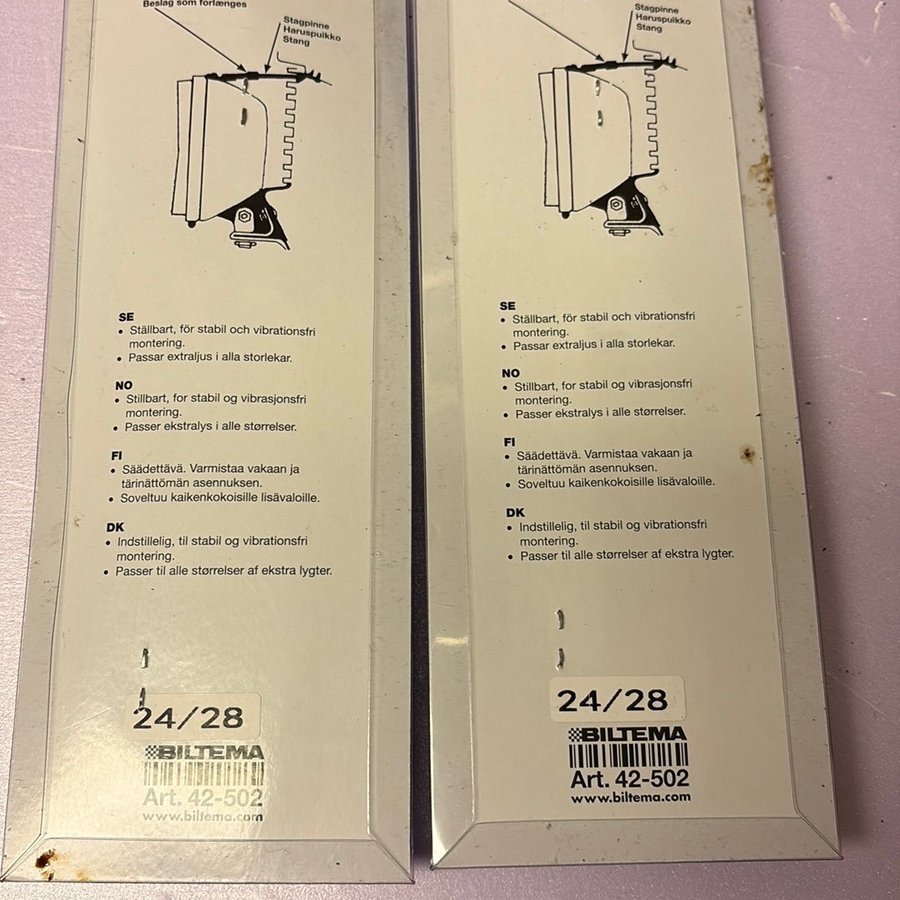 Beslag som forlænges
Stagpinne
Haruspuikko
Stang
SE
• Ställbart, för stabil och vibrationsfri
montering.
• Passar extraljus i alla storlekar.
NO
• Stillbart, for stabil og vibrasjonsfri
montering.
• Passer ekstralys i alle størrelser.
FI
• Säädettävä. Varmistaa vakaan ja
tärinättömän asennuksen.
• Soveltuu kaikenkokoisille lisävaloille.
DK
• Indstillelig, til stabil og vibrationsfri
montering.
• Passer til alle størrelser af ekstra lygter.
24/28
BILTEMA
Art. 42-502
www.biltema.com
Stagpinne
Haruspuikko
Stang
SE
• Ställbart, för stabil och vibrationsfri
montering.
• Passar extraljus i alla storlekar.
NO
• Stillbart, for stabil og vibrasjonsfri
montering.
• Passer ekstralys i alle størrelser.
FI
• Säädettävä. Varmistaa vakaan ja
tärinättömän asennuksen.
• Soveltuu kaikenkokoisille lisävaloille.
DK
• Indstillelig, til stabil og vibrationsfri
montering.
• Passer til alle størrelser af ekstra lygter.
24/28
BILTEMA
Art. 42-502
www.biltema.com